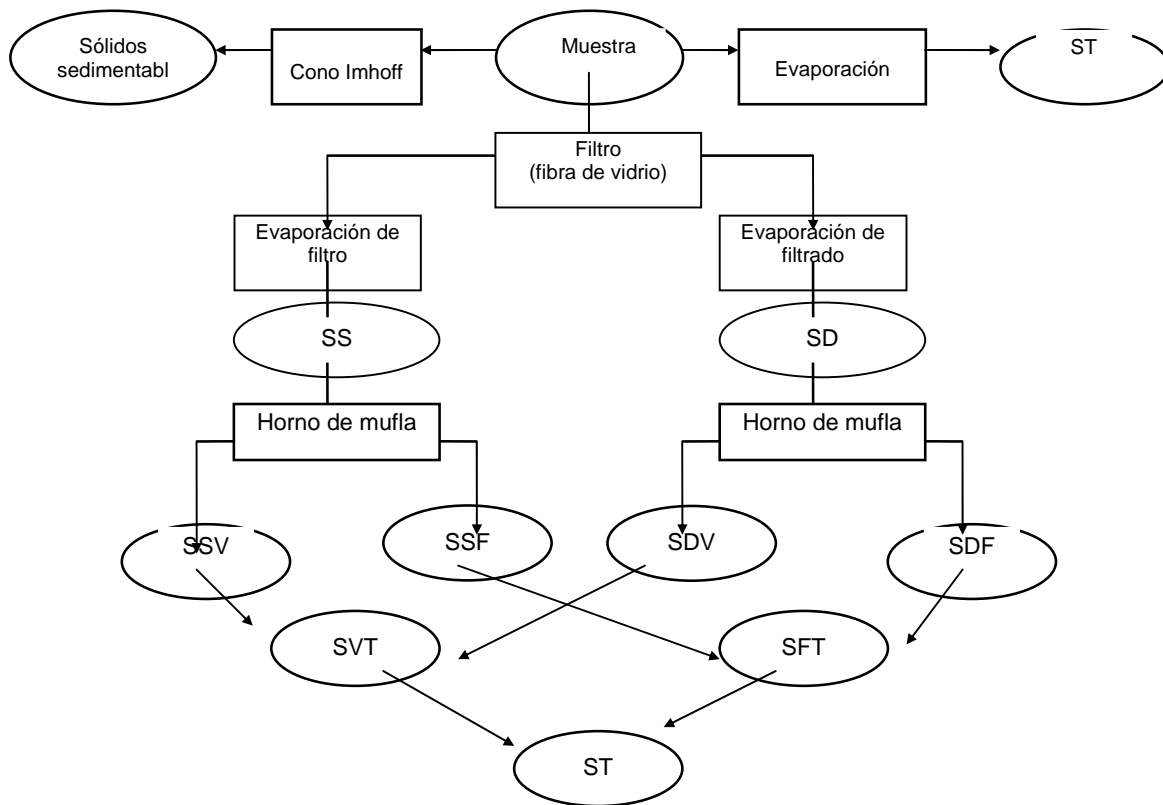 Sólidos
sedimentabl
Cono Imhoff
Muestra
Evaporación
ST
Filtro
(fibra de vidrio)
Evaporación de
filtro
Evaporación de
filtrado
SS
SD
Horno de mufla
Horno de mufla
SSV
SSF
SDV
SDF
SVT
SFT
ST